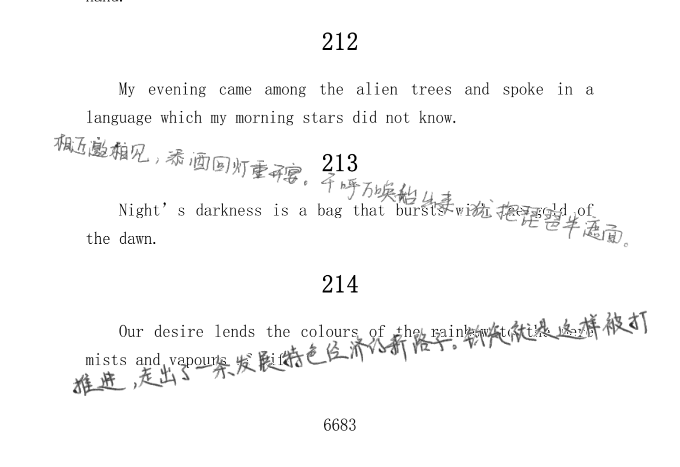 hand.
212
My evening came among the alien trees and spoke in a
language which my morning stars did not know.
相近邀相见，添酒回灯重开宴。千呼万唤始出来，犹抱琵琶半遮面。
213
Night's darkness is a bag that bursts with the gold of
the dawn.
214
Our desire lends the colours of the rainbow to the mere
mists and vapours of life.
推进，走出了一条发展特色经济的新路子。就是这样被打
6683